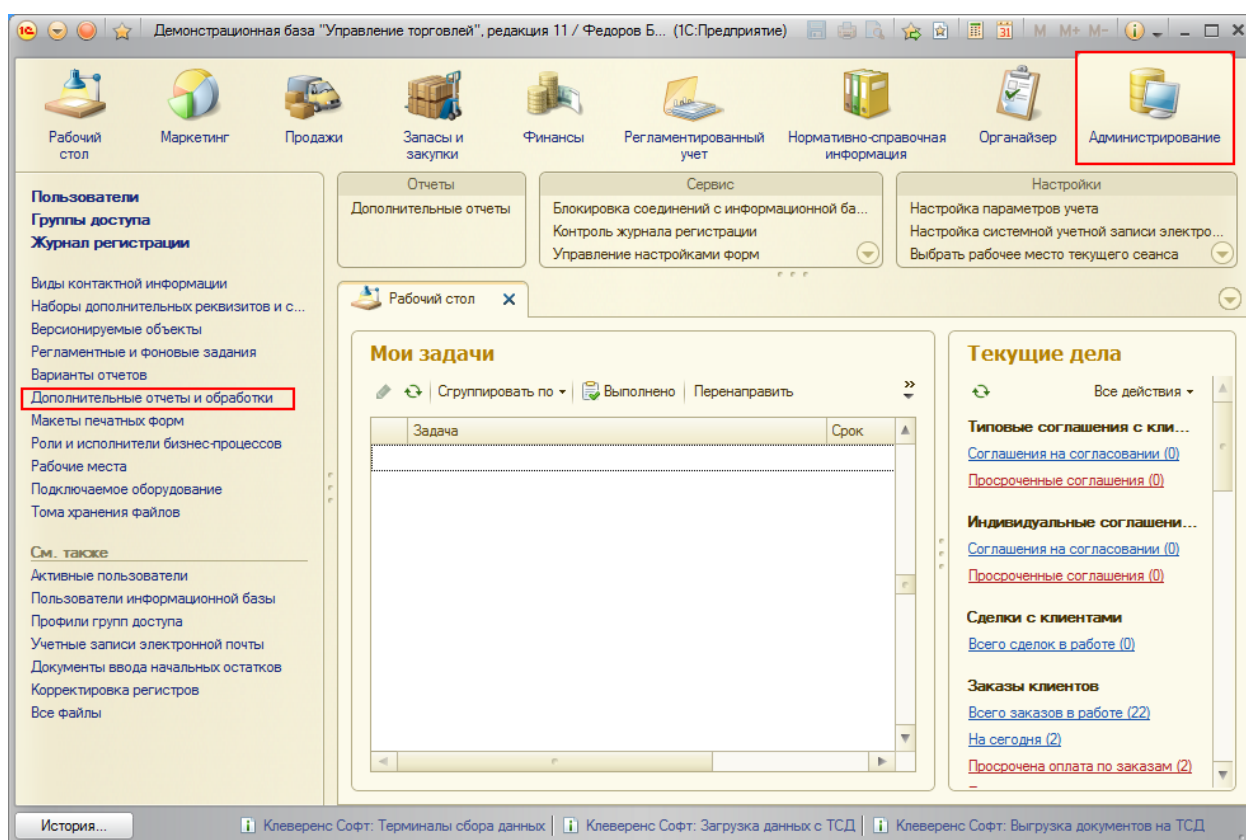 Демонстрационная база "Управление торговлей", редакция 11 / Федоров Б... (1С:Предприятие)
M M+ M-
31
Рабочий стол
Маркетинг
Продажи
Запасы и закупки
Финансы
Регламентированный учет
Нормативно-справочная информация
Органайзер
Администрирование
Пользователи
Группы доступа
Журнал регистрации
Виды контактной информации
Наборы дополнительных реквизитов и с...
Версионируемые объекты
Регламентные и фоновые задания
Варианты отчетов
Дополнительные отчеты и обработки
Макеты печатных форм
Роли и исполнители бизнес-процессов
Рабочие места
Подключаемое оборудование
Тома хранения файлов
См. также
Активные пользователи
Пользователи информационной базы
Профили групп доступа
Учетные записи электронной почты
Документы ввода начальных остатков
Корректировка регистров
Все файлы
Отчеты
Дополнительные отчеты
Сервис
Блокировка соединений с информационной ба...
Контроль журнала регистрации
Управление настройками форм
Настройки
Настройка параметров учета
Настройка системной учетной записи электро...
Выбрать рабочее место текущего сеанса
Рабочий стол
Мои задачи
Сгруппировать по
Выполнено
Перенаправить
Задача
Срок
Текущие дела
Все действия
Типовые соглашения с кли...
Соглашения на согласовании (0)
Просроченные соглашения (0)
Индивидуальные соглашени...
Соглашения на согласовании (0)
Просроченные соглашения (0)
Сделки с клиентами
Всего сделок в работе (0)
Заказы клиентов
Всего заказов в работе (22)
На сегодня (2)
Просрочена оплата по заказам (2)
История...
Клеверенс Софт: Терминалы сбора данных
Клеверенс Софт: Загрузка данных с ТСД
Клеверенс Софт: Выгрузка документов на ТСД